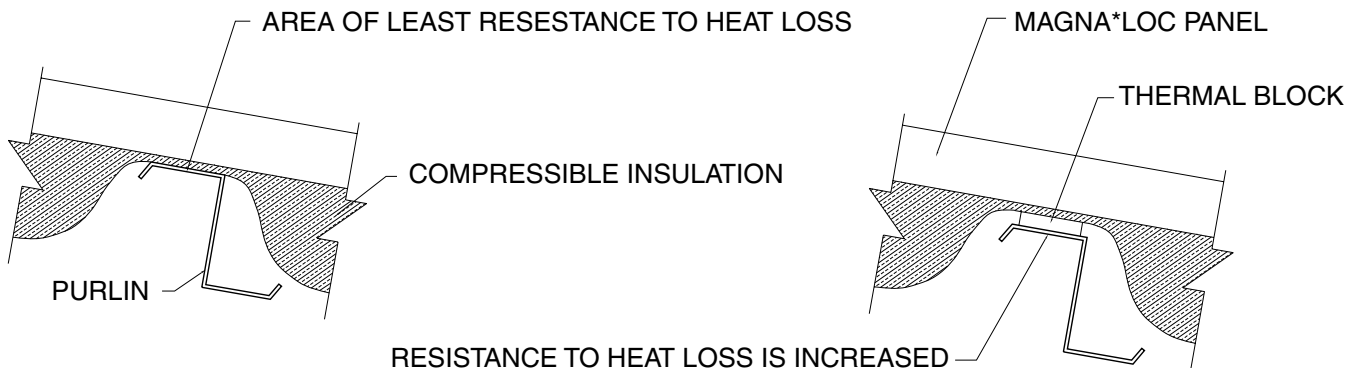 AREA OF LEAST RESESTANCE TO HEAT LOSS
MAGNA*LOC PANEL
THERMAL BLOCK
COMPRESSIBLE INSULATION
PURLIN
RESISTANCE TO HEAT LOSS IS INCREASED